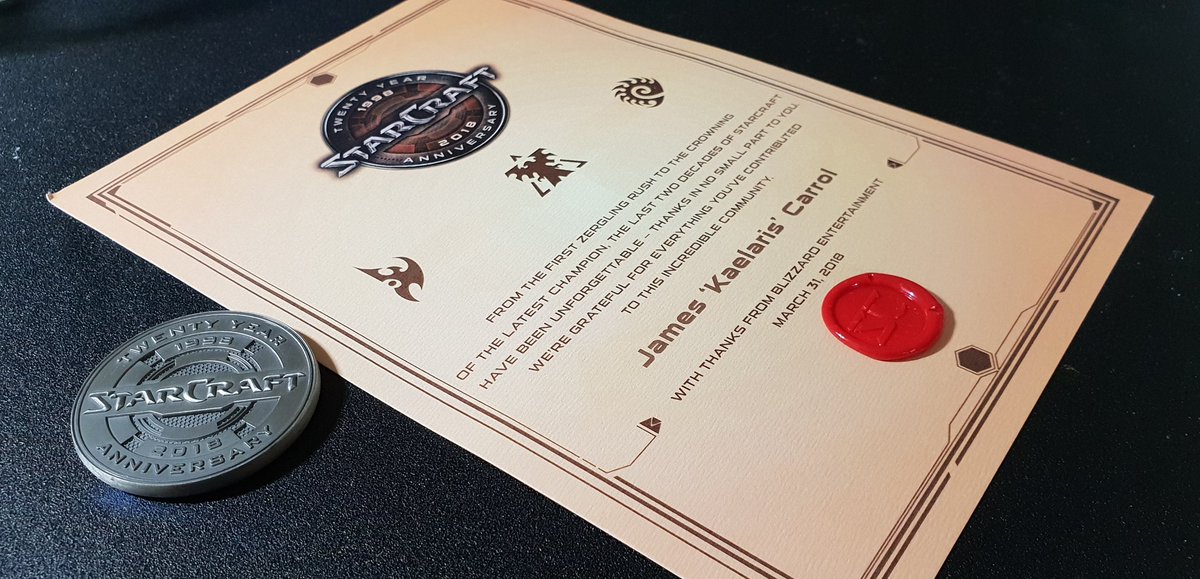 TWENTY YEAR
1998
STARCRAFT
2018
ANNIVERSARY
FROM THE FIRST ZERGLING RUSH TO THE CROWNING
OF THE LATEST CHAMPION, THE LAST TWO DECADES OF STARCRAFT
HAVE BEEN UNFORGETTABLE - THANKS IN NO SMALL PART TO YOU.
WE'RE GRATEFUL FOR EVERYTHING YOU'VE CONTRIBUTED
TO THIS INCREDIBLE COMMUNITY.
James 'Kaelaris' Carrol
WITH THANKS FROM BLIZZARD ENTERTAINMENT
MARCH 31, 2018
TWENTY YEAR
1998
STARCRAFT
2018
ANNIVERSARY